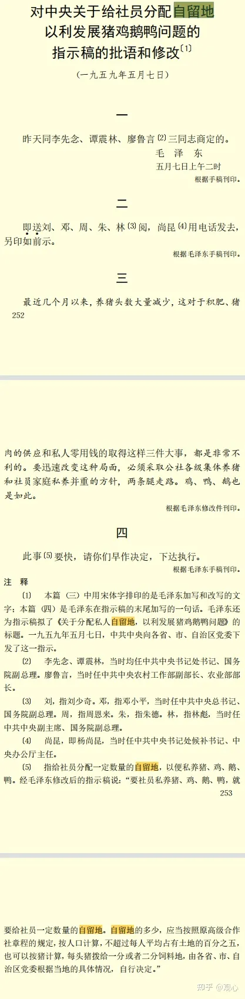 对中央关于给社员分配自留地
以利发展猪鸡鹅鸭问题的
指示稿的批语和修改〔1〕
(一九五九年五月七日)
一
昨天同李先念、谭震林、廖鲁言〔2〕三同志商定的。
毛泽东
五月七日上午二时
根据手稿刊印。
二
即送刘、邓、周、朱、林〔3〕阅，尚昆〔4〕用电话发去，
另印如前示。
根据毛泽东手稿刊印。
三
最近几个月以来，养猪头数大量减少，这对于积肥、猪
252
肉的供应和私人零用钱的取得这样三件大事，都是非常不
利的。要迅速改变这种局面，必须采取公社各级集体养猪
和社员家庭私养并重的方针，两条腿走路。鸡、鸭、鹅也
是如此。
根据毛泽东修改件刊印。
四
此事〔5〕要快，请你们早作决定，下达执行。
根据毛泽东手稿刊印。
注 释
〔1〕 本篇（三）中用宋体字排印的是毛泽东加写和改写的文
字；本篇（四）是毛泽东在指示稿的末尾加写的一句话。毛泽东还
为指示稿拟了《关于分配私人自留地，以利发展猪鸡鹅鸭问题》的
标题。一九五九年五月七日，中共中央向各省、市、自治区党委下
发了这一指示。
〔2〕 李先念、谭震林，当时均任中共中央书记处书记、国务
院副总理。廖鲁言，当时任中共中央农村工作部副部长、农业部部
长。
〔3〕 刘，指刘少奇。邓，指邓小平，当时任中共中央总书记、
国务院副总理。周，指周恩来。朱，指朱德。林，指林彪，当时任
中共中央副主席、国务院副总理。
〔4〕 尚昆，即杨尚昆，当时任中共中央书记处候补书记、中
央办公厅主任。
〔5〕 指给社员分配一定数量的自留地，以便私养猪、鸡、鹅、
鸭。经毛泽东修改后的指示稿说：“要社员私养猪、鸡、鹅、鸭，就
253
要给社员一定数量的自留地。自留地的多少，应当按照原高级合作
社章程的规定，按人口计算，不超过每人平均占有土地的百分之五，
也可以按猪计算，每头猪拨给一分或者二分饲料地，由各省、市、自
治区党委根据当地的具体情况，自行决定。”
知乎 @观心